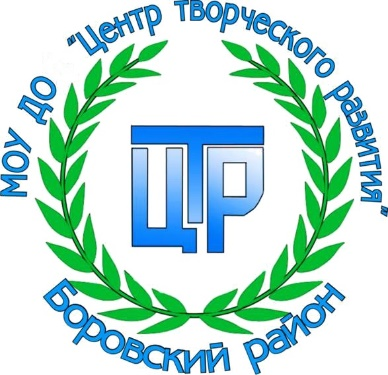 МОУ ДО "Центр творческого развития"
ЦТР
Боровский район